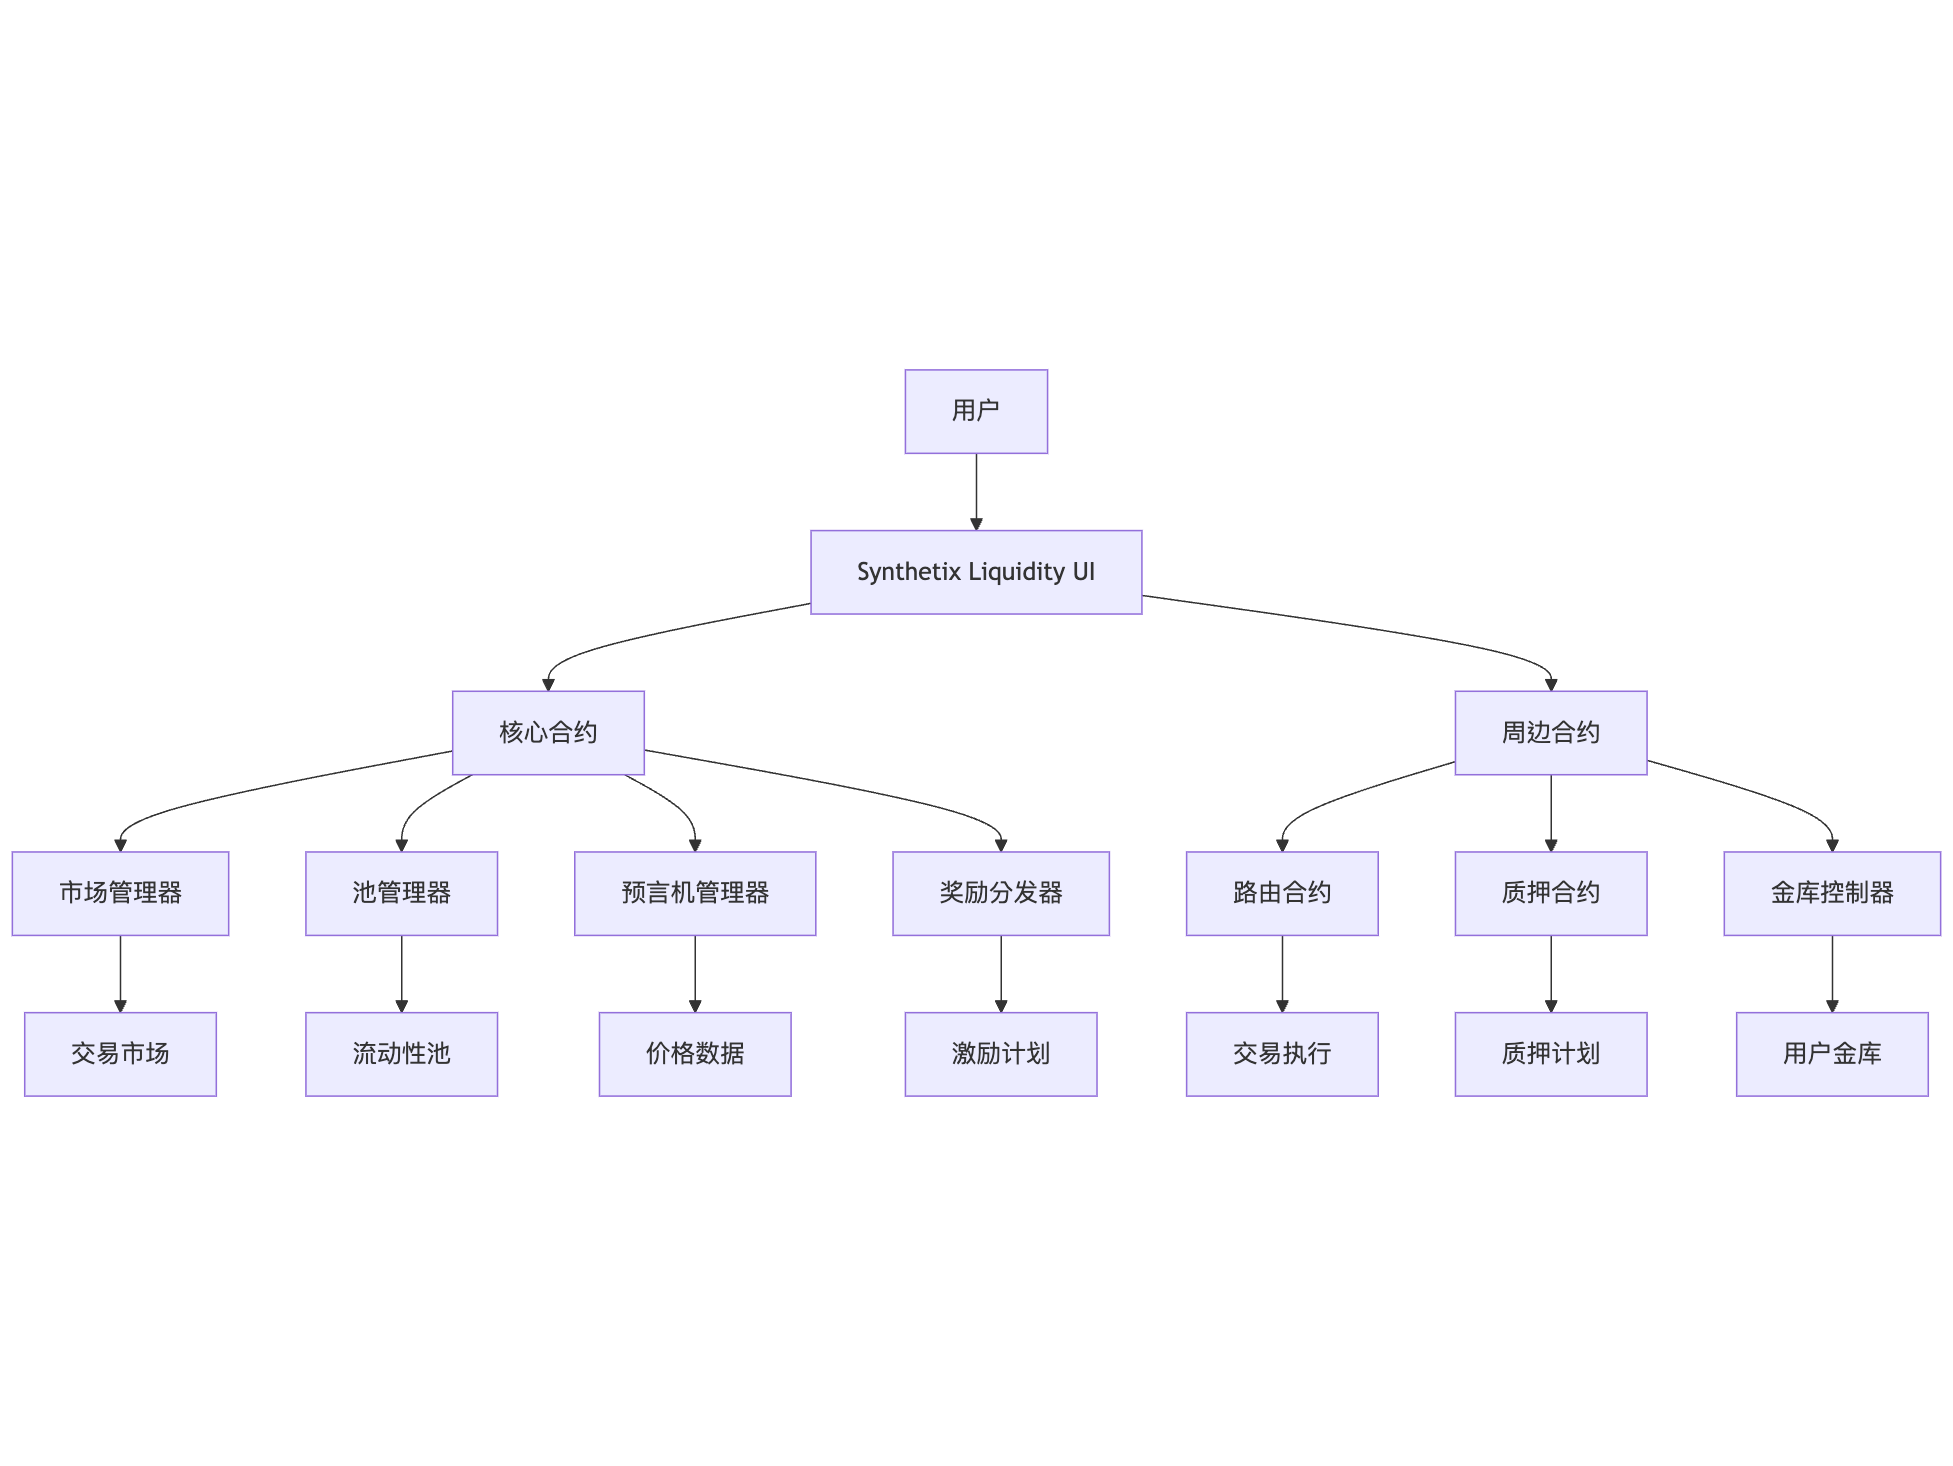 用户
Synthetix Liquidity UI
核心合约
周边合约
市场管理器
池管理器
预言机管理器
奖励分发器
路由合约
质押合约
金库控制器
交易市场
流动性池
价格数据
激励计划
交易执行
质押计划
用户金库